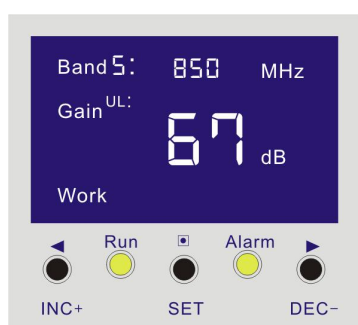 Band 5: 850 MHz
Gain UL: 67 dB
Work
Run Alarm
INC+ SET DEC-